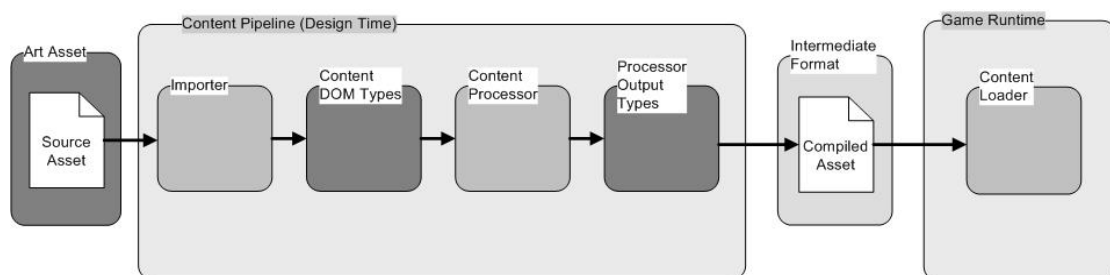 Content Pipeline (Design Time)
Game Runtime
Art Asset
Source
Asset
Importer
Content
DOM Types
Content
Processor
Processor
Output
Types
Intermediate
Format
Compiled
Asset
Content
Loader